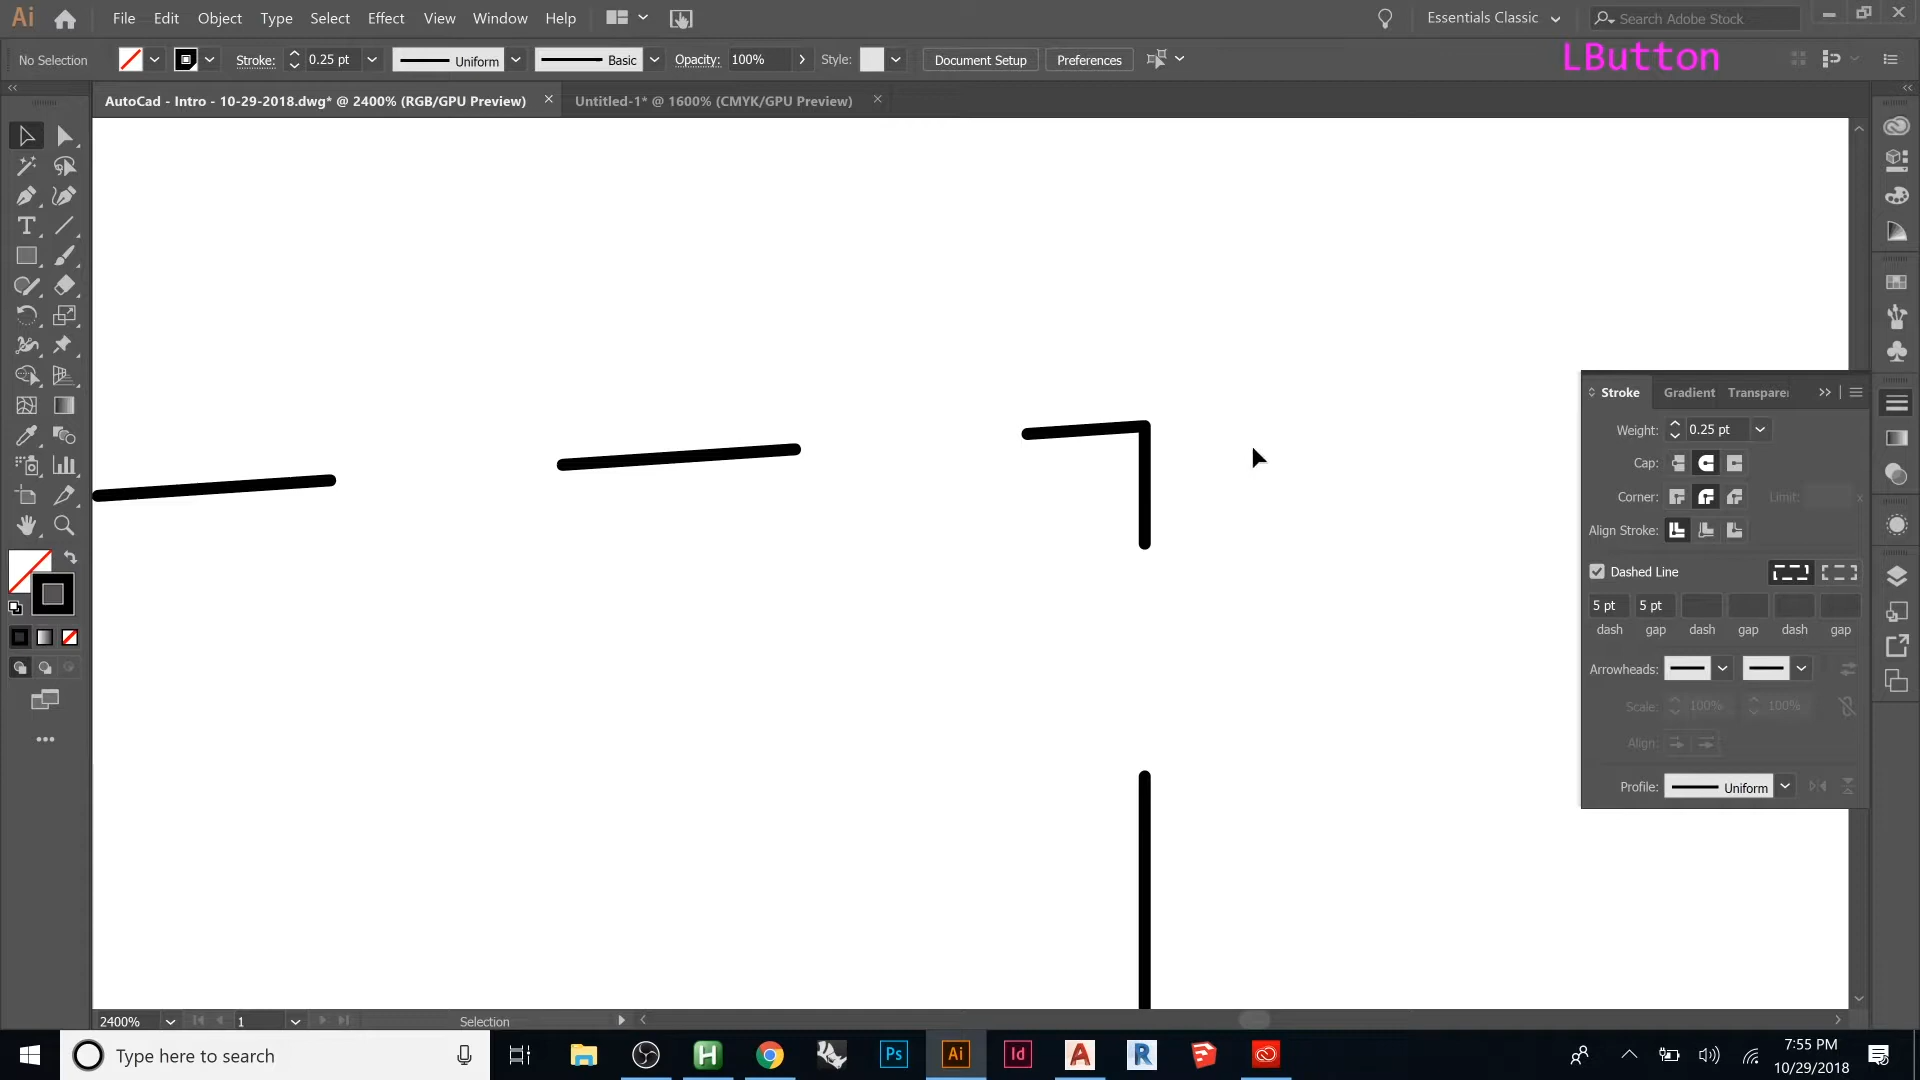 Ai File Edit Object Type Select Effect View Window Help Essentials Classic Search Adobe Stock
No Selection Stroke: 0.25 pt Uniform Basic Opacity: 100% Style: Document Setup Preferences LButton
AutoCad - Intro - 10-29-2018.dwg* @ 2400% (RGB/GPU Preview) Untitled-1* @ 1600% (CMYK/GPU Preview)
Stroke Gradient Transparei
Weight: 0.25 pt
Cap:
Corner: Limit: x
Align Stroke:
Dashed Line
5 pt 5 pt
dash gap dash gap dash gap
Arrowheads:
Scale: 100% 100%
Align:
Profile: Uniform
2400% 1 Selection
Type here to search Ps Ai Id 7:55 PM
10/29/2018